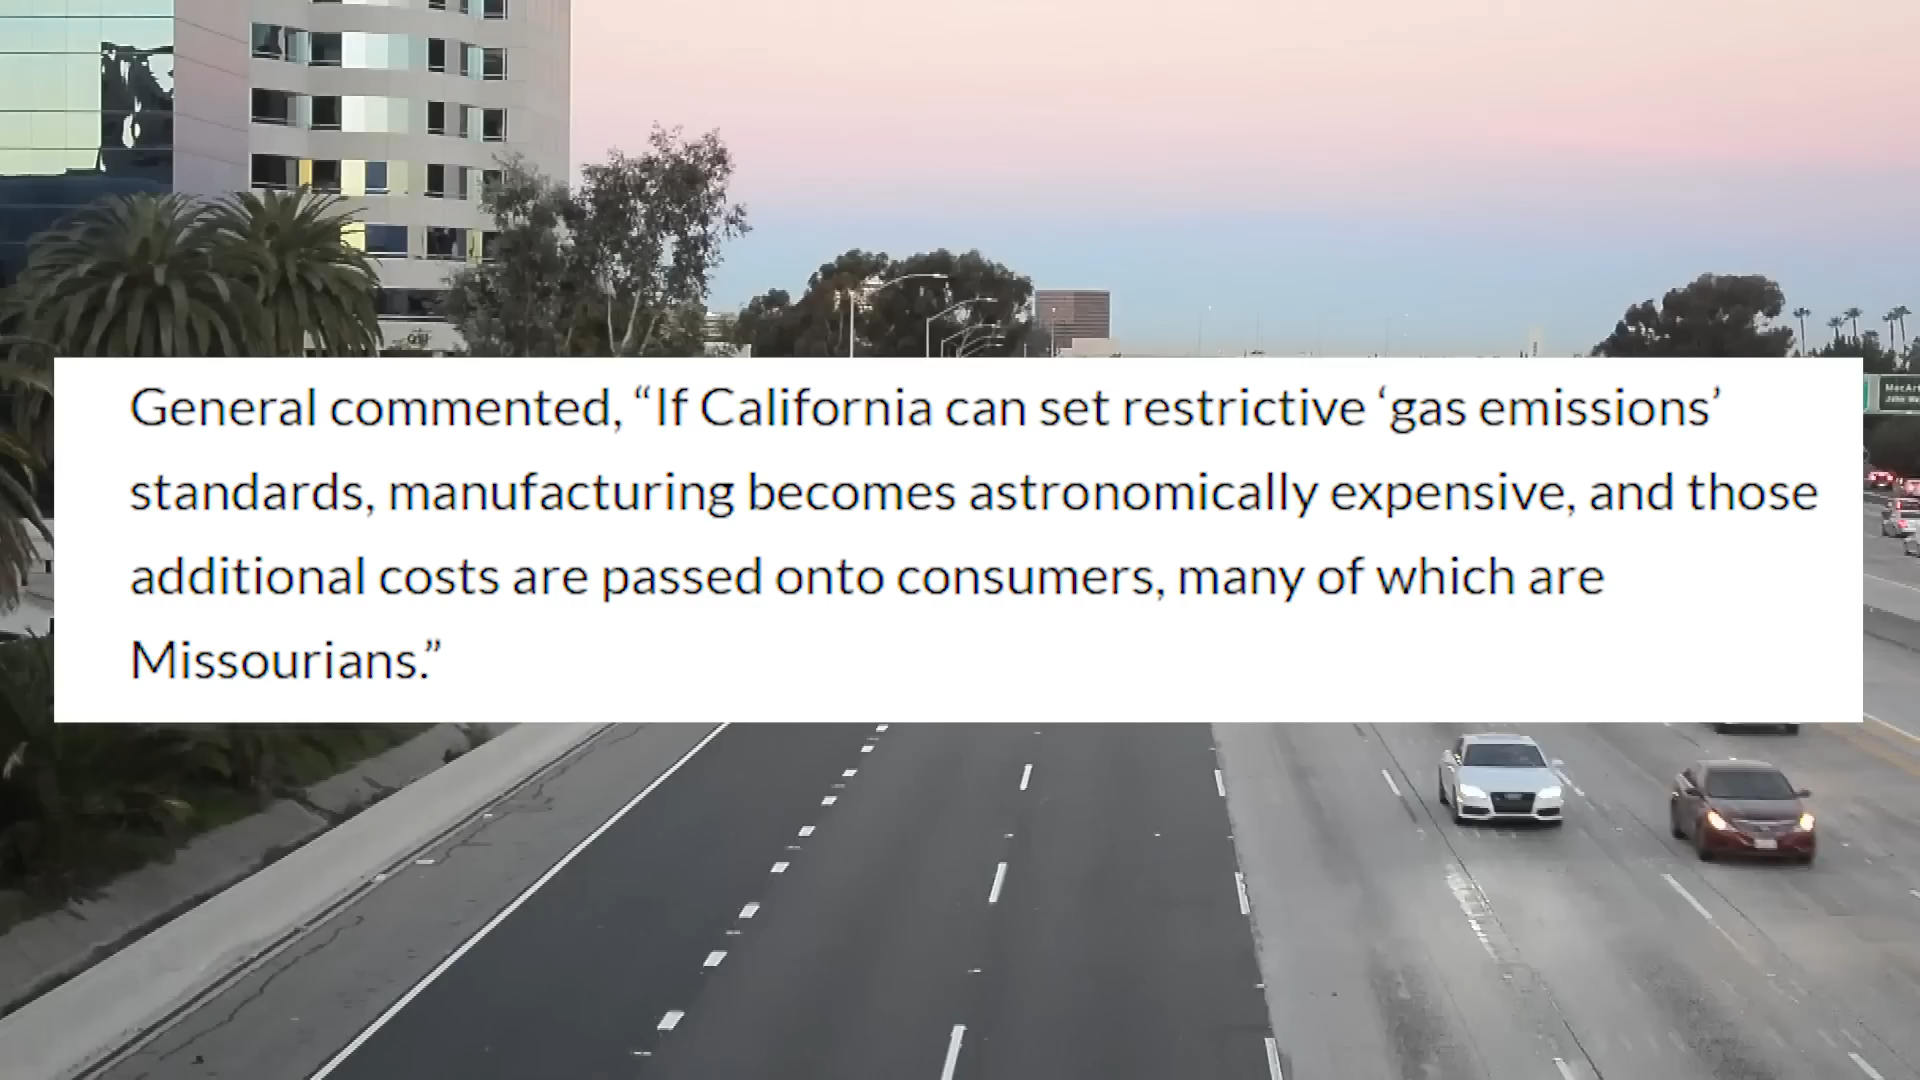 General commented, “If California can set restrictive ‘gas emissions’
standards, manufacturing becomes astronomically expensive, and those
additional costs are passed onto consumers, many of which are
Missourians.”